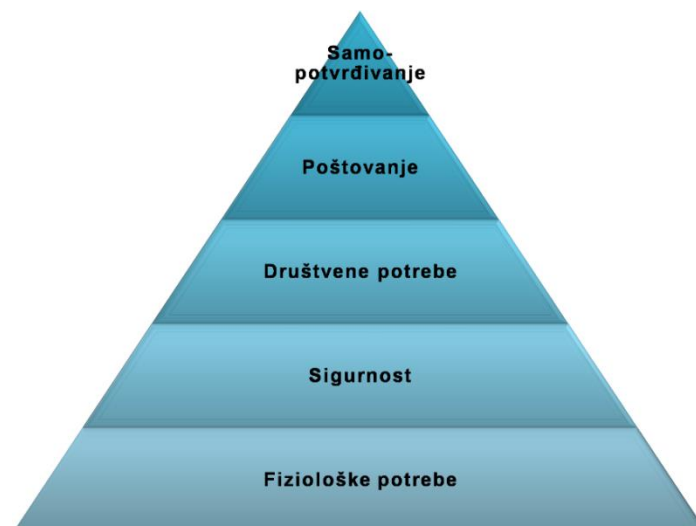 Samo-
potvrđivanje
Poštovanje
Društvene potrebe
Sigurnost
Fiziološke potrebe